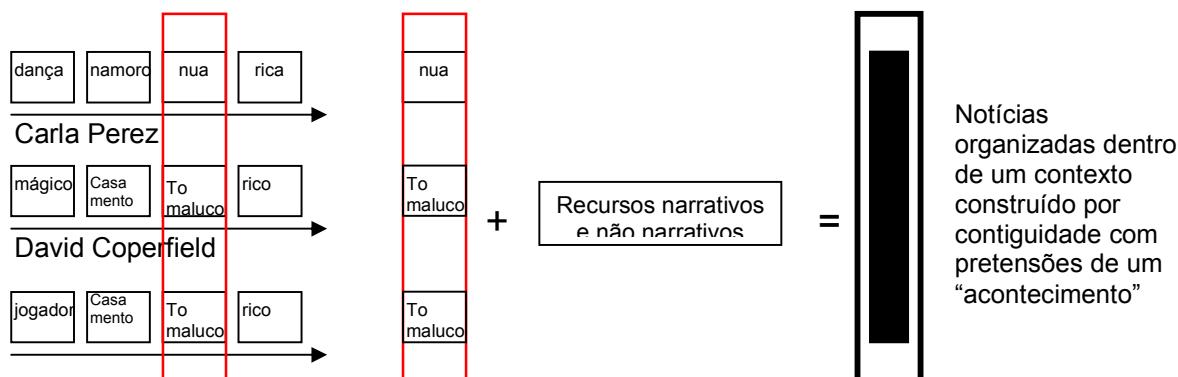 dança namoro nua rica
Carla Perez
mágico Casa mento To maluco rico
David Coperfield
jogador Casa mento To maluco rico
nua
To maluco
To maluco
+
Recursos narrativos
e não narrativos
=
Notícias
organizadas dentro
de um contexto
construído por
contiguidade com
pretensões de um
“acontecimento”